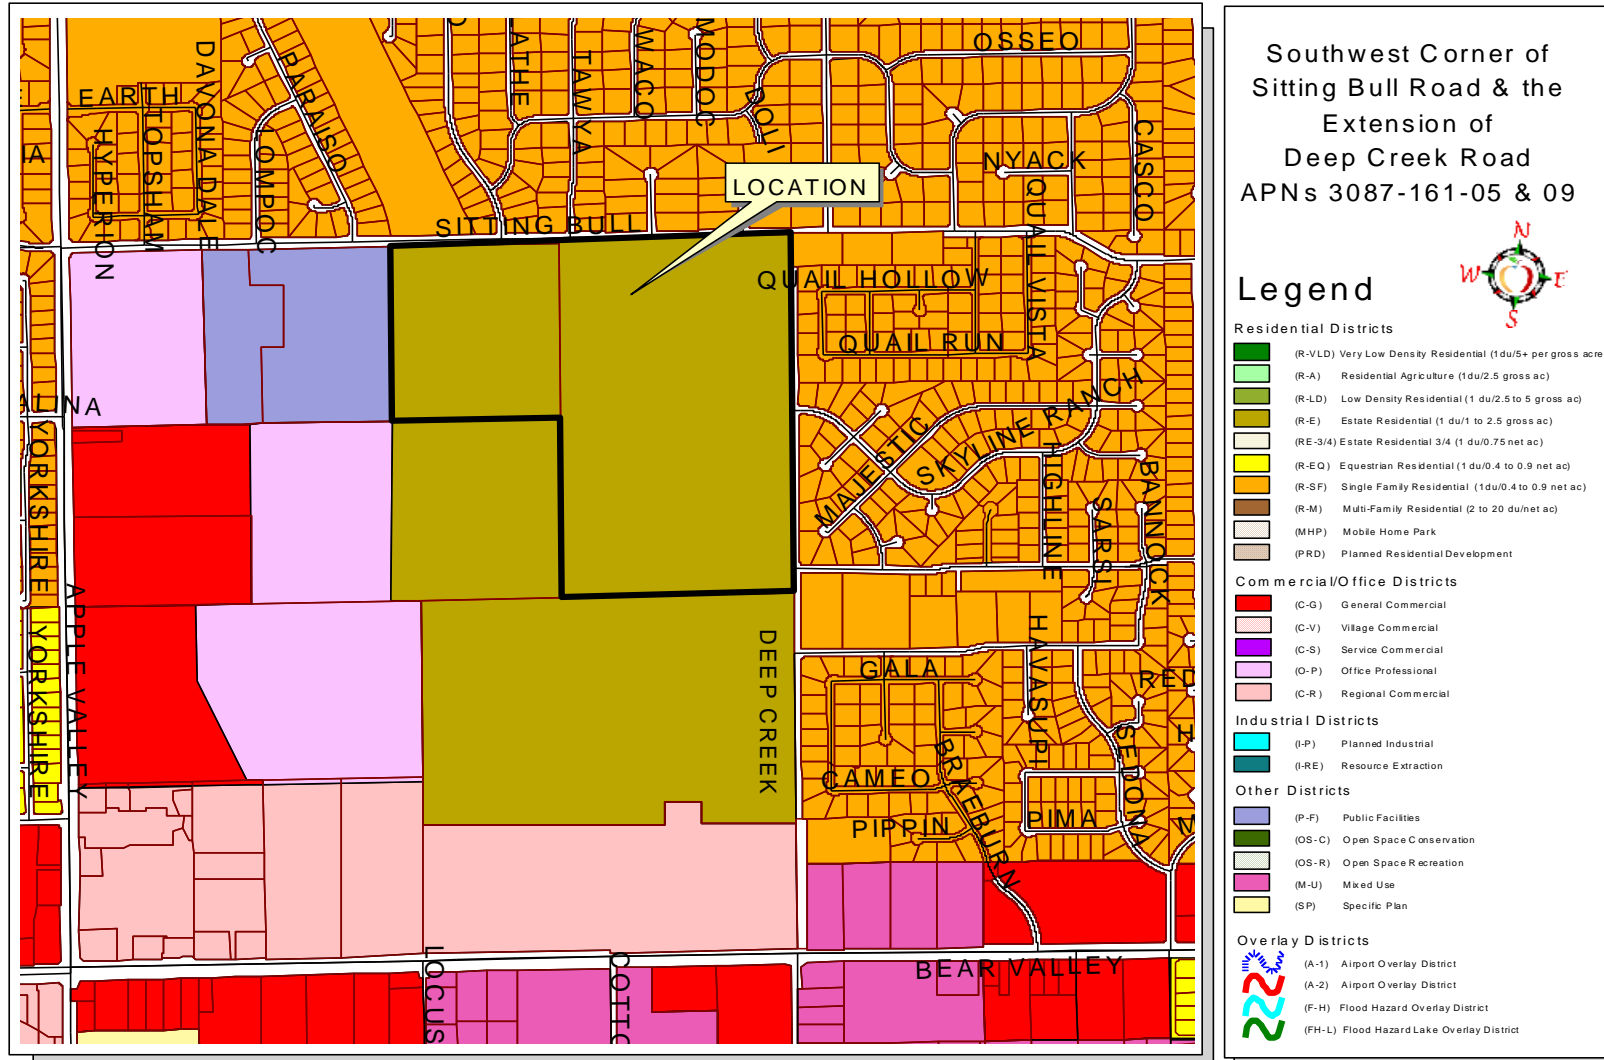 OSSEO
ATHE
TAWYA
WACO
MODOC
DOLI
DAVONA DALE
PARAISO
EARTH
HYPERION
TOPSHAM
LOMPOC
IA
NYACK
CASCO
QUAIL VISTA
LOCATION
SITTING BULL
QUAIL HOLLOW
QUAIL RUN
ALINA
YORKSHIRE
MAJESTIC
SKYLINE RANCH
HIGHLINE
SARSI
BANNOCK
APPLE VALLEY
YORKSHIRE
DEEP CREEK
GALA
HAVASUPI
RED
SEDONA
H
CAMEO
BRAEBURN
PIPPIN
PIMA
M
LOCUS
COTTO
BEAR VALLEY
Southwest Corner of
Sitting Bull Road & the
Extension of
Deep Creek Road
APNs 3087-161-05 & 09
N
W E
S
Legend
Residential Districts
(R-VLD) Very Low Density Residential (1du/5+ per gross acre
(R-A) Residential Agriculture (1du/2.5 gross ac)
(R-LD) Low Density Residential (1 du/2.5 to 5 gross ac)
(R-E) Estate Residential (1 du/1 to 2.5 gross ac)
(RE-3/4) Estate Residential 3/4 (1 du/0.75 net ac)
(R-EQ) Equestrian Residential (1 du/0.4 to 0.9 net ac)
(R-SF) Single Family Residential (1du/0.4 to 0.9 net ac)
(R-M) Multi-Family Residential (2 to 20 du/net ac)
(MHP) Mobile Home Park
(PRD) Planned Residential Development
Commercial/Office Districts
(C-G) General Commercial
(C-V) Village Commercial
(C-S) Service Commercial
(O-P) Office Professional
(C-R) Regional Commercial
Industrial Districts
(I-P) Planned Industrial
(I-RE) Resource Extraction
Other Districts
(P-F) Public Facilities
(OS-C) Open Space Conservation
(OS-R) Open Space Recreation
(M-U) Mixed Use
(SP) Specific Plan
Overlay Districts
(A-1) Airport Overlay District
(A-2) Airport Overlay District
(F-H) Flood Hazard Overlay District
(FH-L) Flood Hazard Lake Overlay District